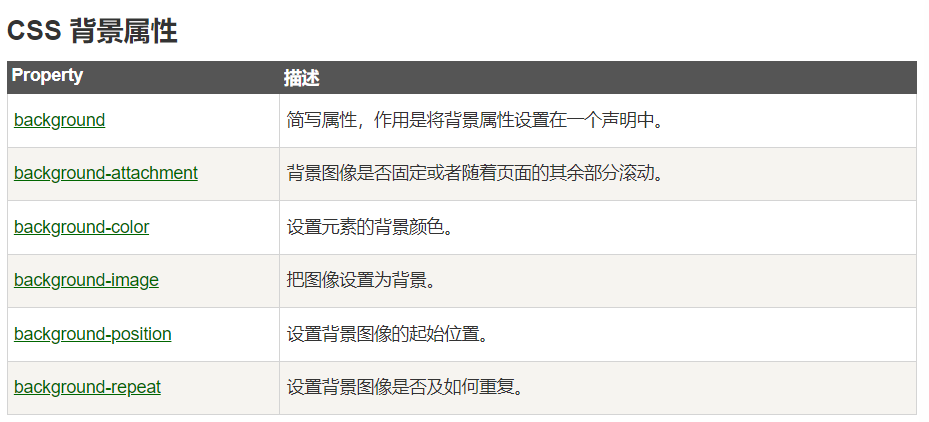 CSS 背景属性
Property 描述
background 简写属性，作用是将背景属性设置在一个声明中。
background-attachment 背景图像是否固定或者随着页面的其余部分滚动。
background-color 设置元素的背景颜色。
background-image 把图像设置为背景。
background-position 设置背景图像的起始位置。
background-repeat 设置背景图像是否及如何重复。